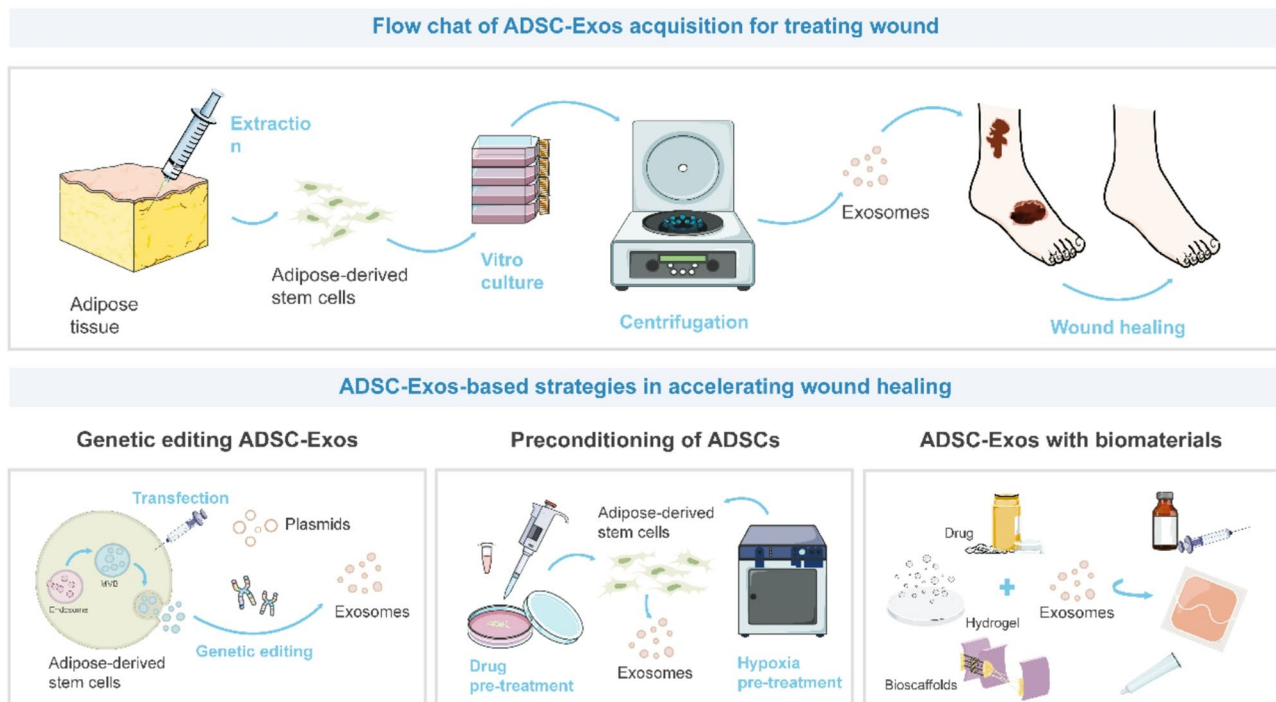 Flow chat of ADSC-Exos acquisition for treating wound
Extractio
n
Adipose
tissue
Adipose-derived
stem cells
Vitro
culture
Centrifugation
Exosomes
Wound healing
ADSC-Exos-based strategies in accelerating wound healing
Genetic editing ADSC-Exos
Transfection
Plasmids
MVB
Endosome
Exosomes
Genetic editing
Adipose-derived
stem cells
Preconditioning of ADSCs
Adipose-derived
stem cells
Exosomes
Drug
pre-treatment
Hypoxia
pre-treatment
ADSC-Exos with biomaterials
Drug
Exosomes
Hydrogel
Bioscaffolds